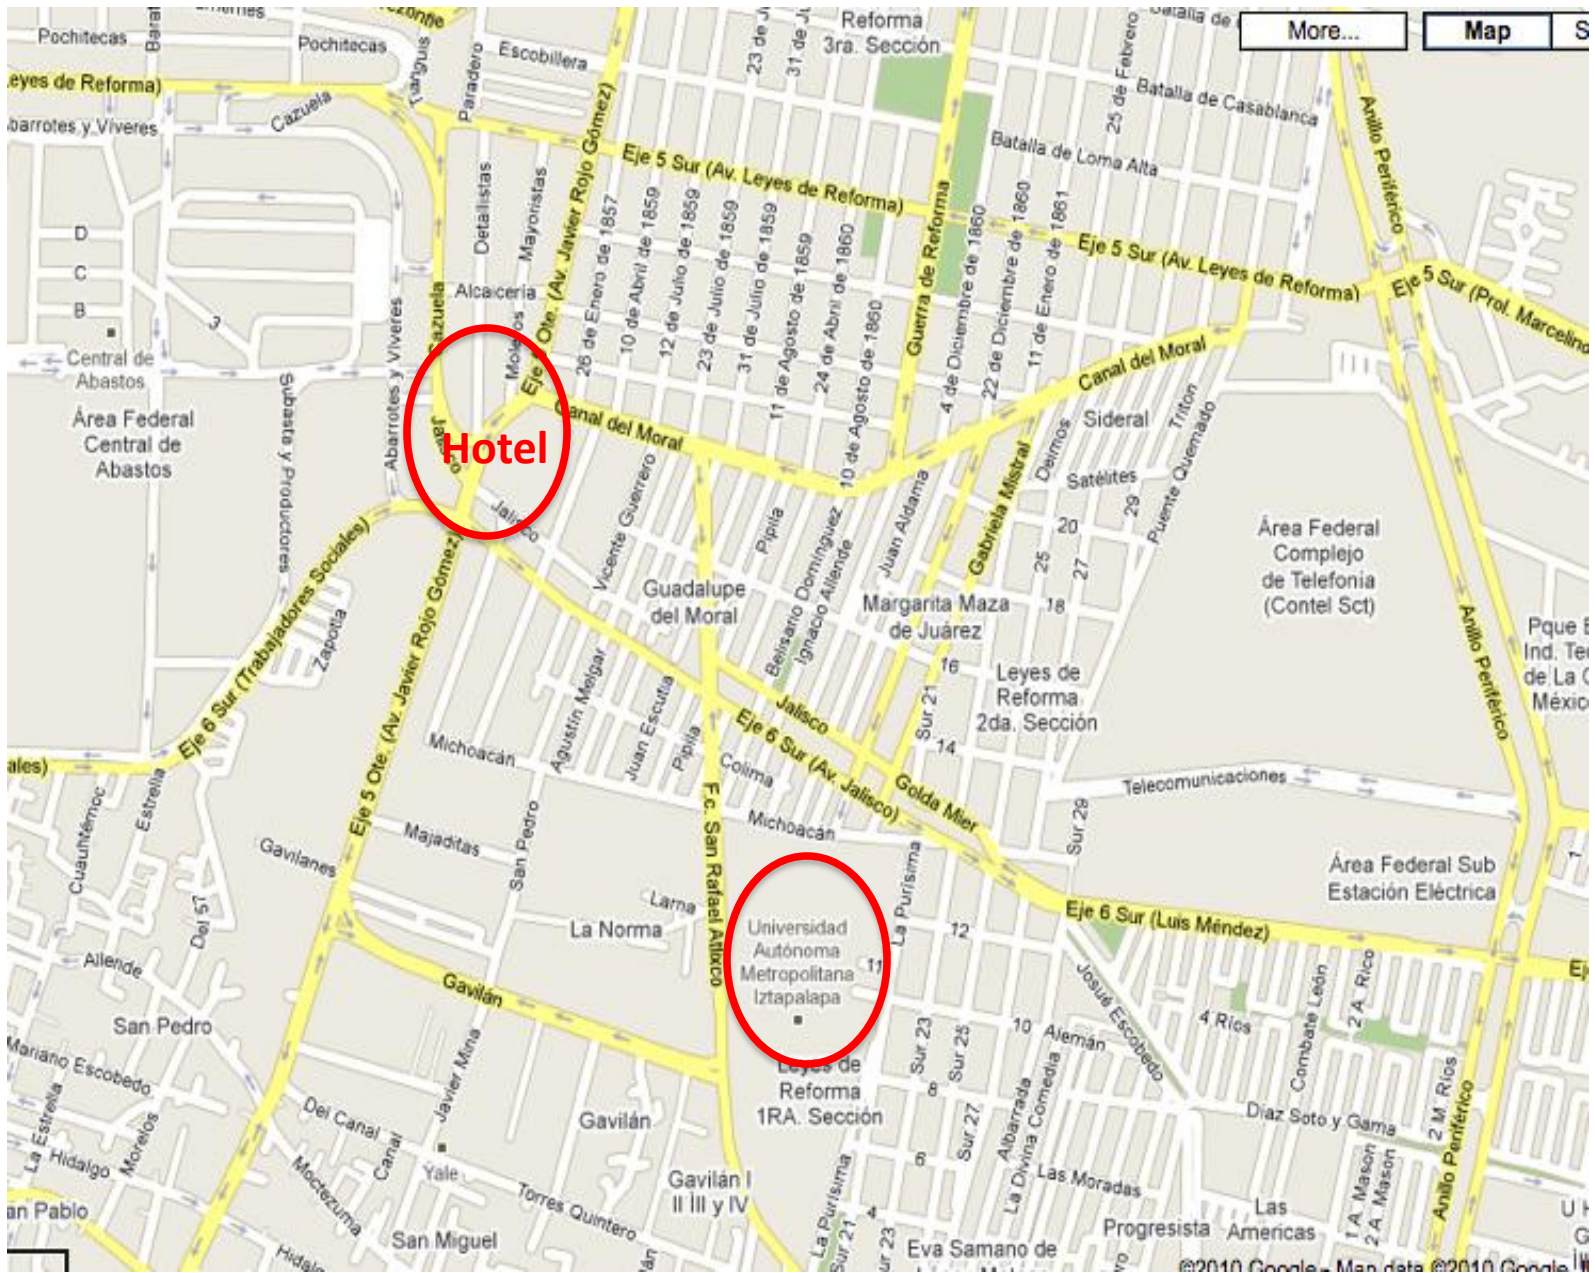 Pochitecas
Pochitecas
Tianguis
Paradero
Escobillera
Reforma
3ra. Sección
25 de Febrero
More...
Map
S
Cazuela
Batalla de Casablanca
Batalla de Loma Alta
Anillo Periférico
Eje 5 Sur (Av. Leyes de Reforma)
Eje 5 Sur (Av. Leyes de Reforma)
Eje 5 Sur (Prol. Marcelino
Detallistas
Mayoristas
Eje 5 Ote. (Av. Javier Rojo Gómez)
26 de Enero de 1857
10 de Abril de 1859
12 de Julio de 1859
23 de Julio de 1859
31 de Julio de 1859
11 de Agosto de 1859
24 de Abril de 1860
10 de Agosto de 1860
Guerra de Reforma
4 de Diciembre de 1860
22 de Diciembre de 1860
11 de Enero de 1861
D
C
B
3
Alcaiceria
Cazuela
Abarrotes y Viveres
Central de
Abastos
Área Federal
Central de
Abastos
Subasta y Productores
Jalisco
Hotel
Canal del Moral
Canal del Moral
Sideral
Triton
Deimos
Satélites
Puente Quemado
Gabriela Mistral
Juan Aldama
20
29
25
27
18
Área Federal
Complejo
de Telefonía
(Contel Sct)
Jalisco
Vicente Guerrero
Pipila
Belisario Domínguez
Ignacio Allende
Guadalupe
del Moral
Margarita Maza
de Juárez
16
Leyes de
Reforma
2da. Sección
Anillo Periférico
Eje 6 Sur (Trabajadores Sociales)
Zapotla
Eje 5 Ote. (Av. Javier Rojo Gómez)
Michoacán
Agustín Melgar
Juan Escutia
Pipila
Colima
Jalisco
Eje 6 Sur (Av. Jalisco)
Sur 21
14
Golda Mier
Telecomunicaciones
Michoacán
Sur 29
Cuauhtémoc
Estrella
Gavilanes
Majaditas
San Pedro
F.c. San Rafael Atlixco
La Purísima
Área Federal Sub
Estación Eléctrica
1
Larna
La Norma
Universidad
Autónoma
Metropolitana
Iztapalapa
11
12
Eje 6 Sur (Luis Méndez)
Del 57
Allende
Gavilán
San Pedro
Mariano Escobedo
Javier Mina
Leyes de
Reforma
1RA. Sección
Sur 23
Sur 25
10
Alemán
Josué Escobedo
4 Ríos
Combate León
2 A. Rico
8
Sur 27
Albarrada
La Divina Comedia
Díaz Soto y Gama
2 M. Ríos
Anillo Periférico
La Estrella
Hidalgo
Morelos
Moctezuma
Del Canal
Canal
Yale
Gavilán
Torres Quintero
Gavilán I
II III y IV
La Purísima
6
4
Las Moradas
1 A. Mason
2 A. Mason
San Miguel
Hidalgo
Sur 21
Eva Samano de
Progresista
Las
Americas
©2010 Google - Map data ©2010 Google